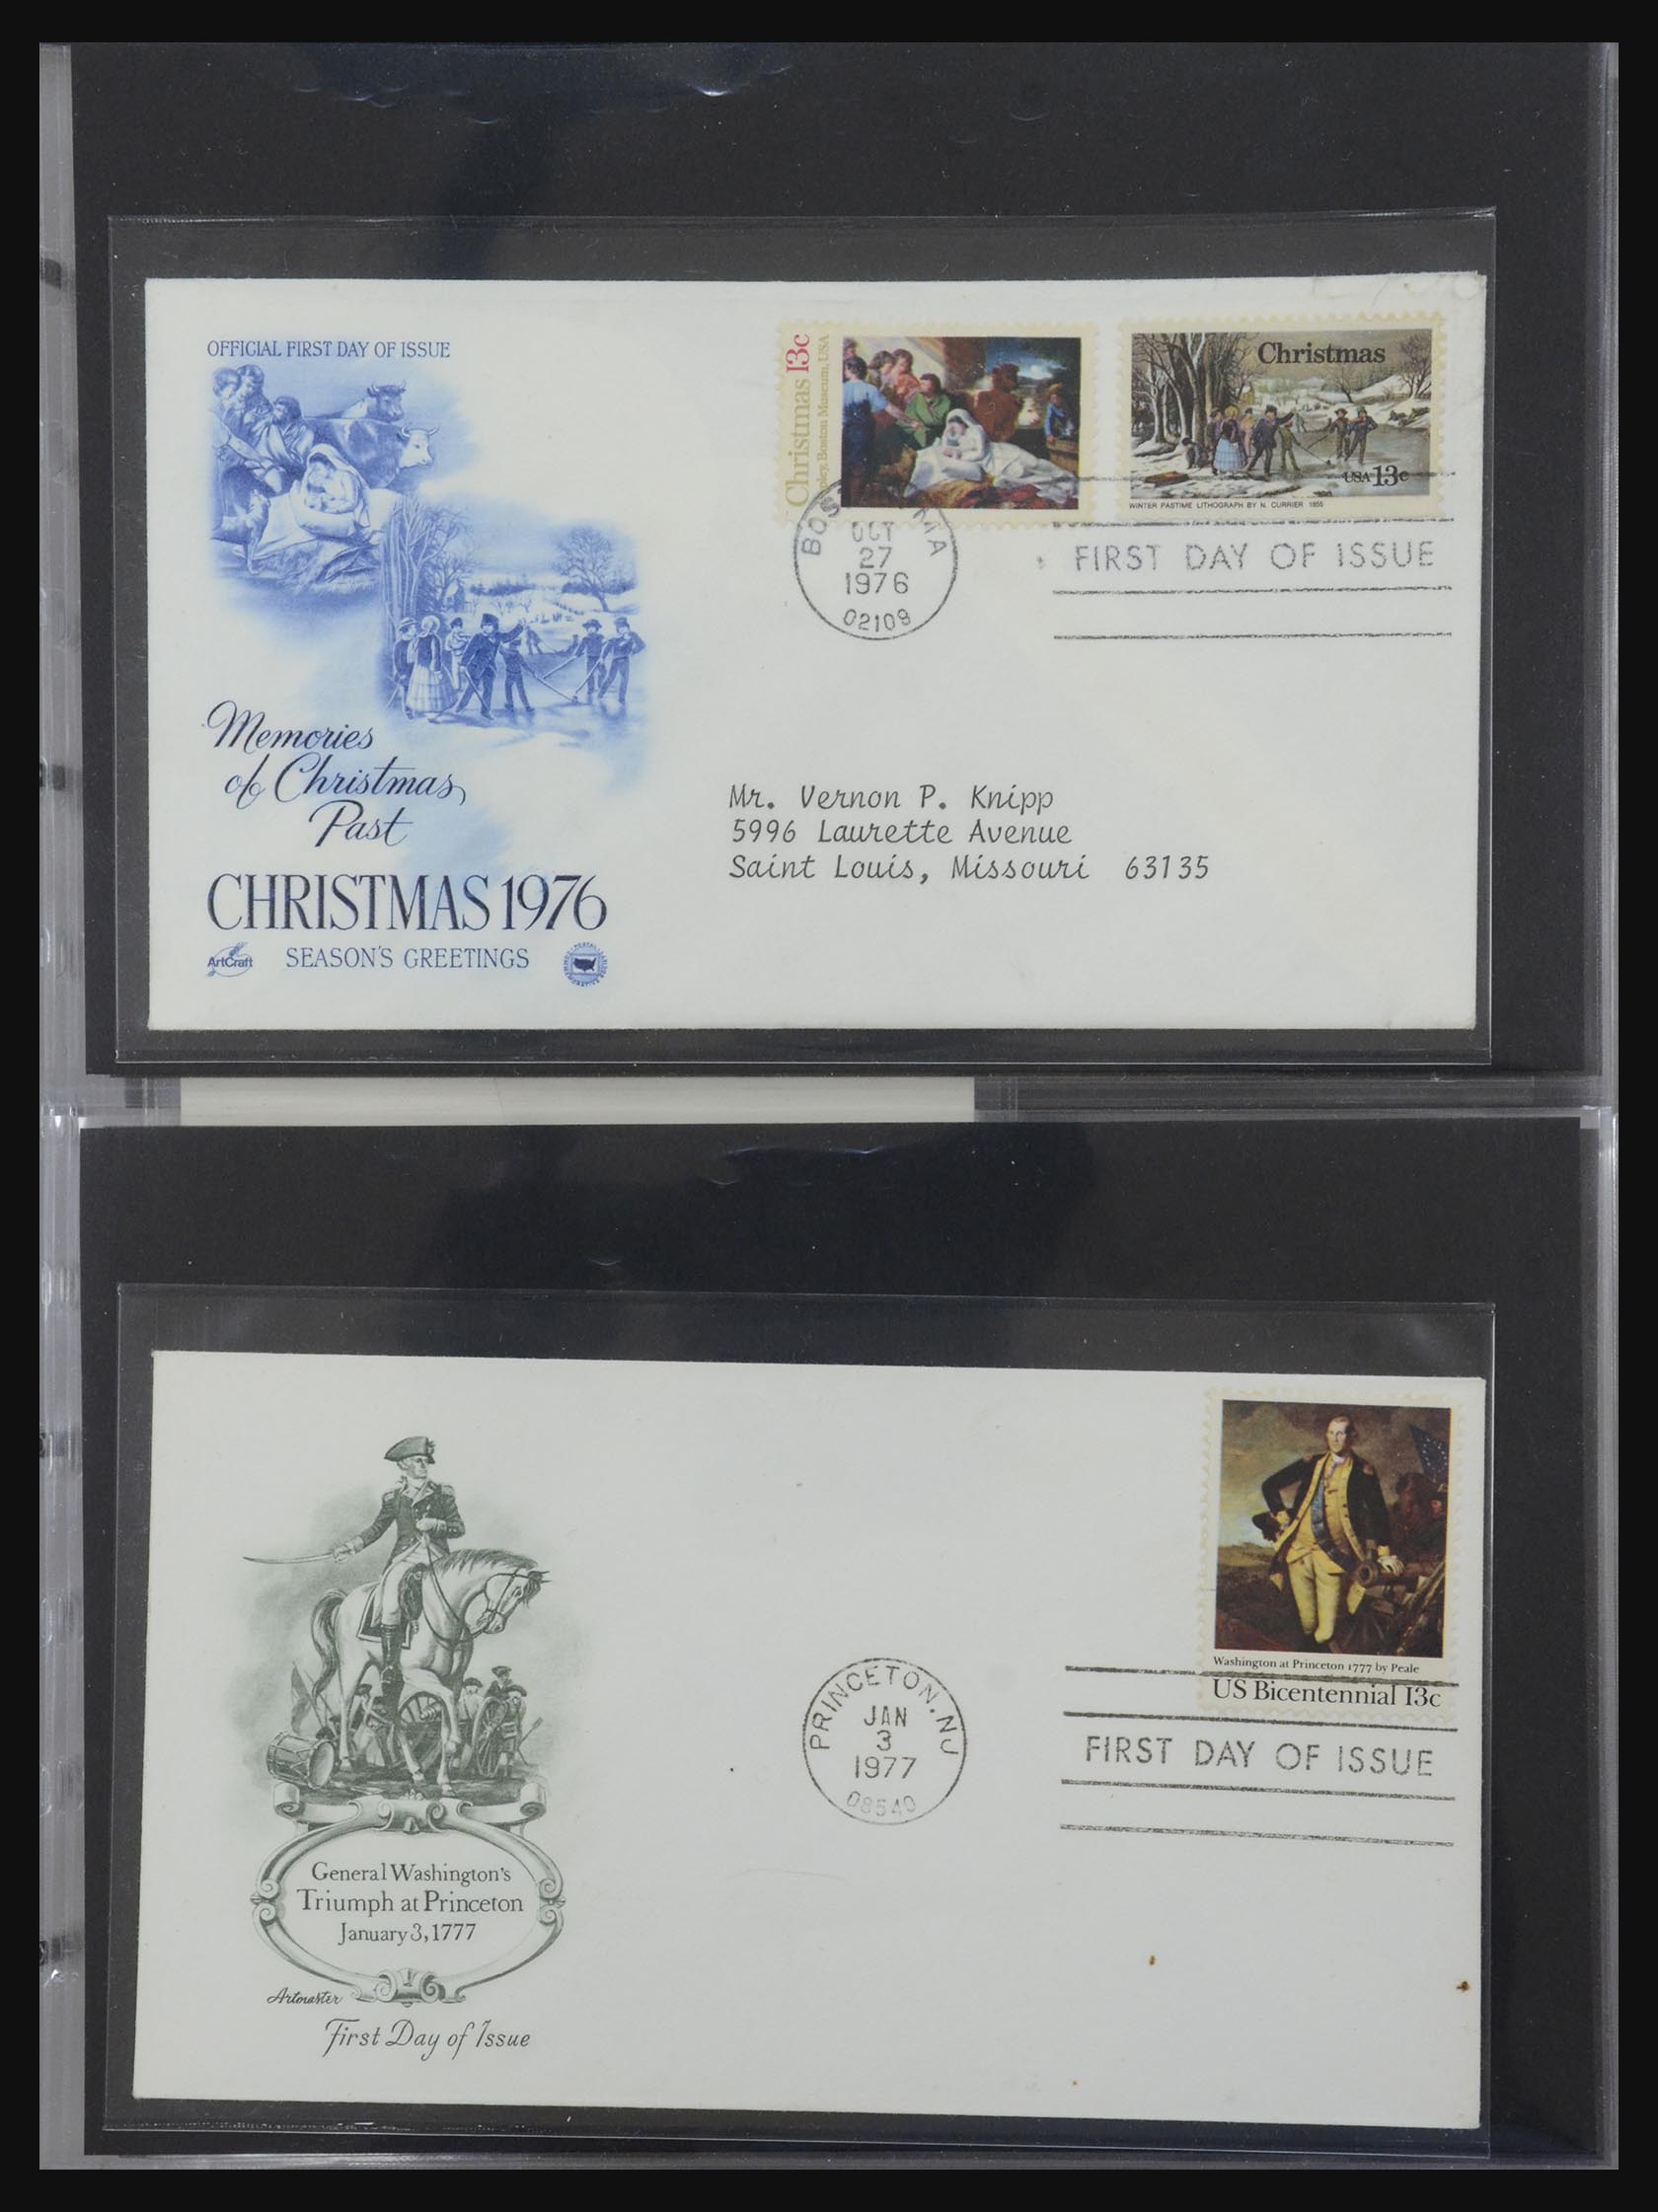 OFFICIAL FIRST DAY OF ISSUE
Memories
of Christmas
Past
CHRISTMAS 1976
ArtCraft
SEASON'S GREETINGS
Christmas 13c
Boston Museum, USA
Christmas
USA 13c
WINTER PASTIME LITHOGRAPH BY N. CURRIER 1855
MA
OCT
27
1976
02109
FIRST DAY OF ISSUE
Mr. Vernon P. Knipp
5996 Laurette Avenue
Saint Louis, Missouri 63135
General Washington's
Triumph at Princeton
January 3, 1777
Artmaster
First Day of Issue
PRINCETON, NJ
JAN
3
1977
08540
Washington at Princeton 1777 by Peale
US Bicentennial 13c
FIRST DAY OF ISSUE